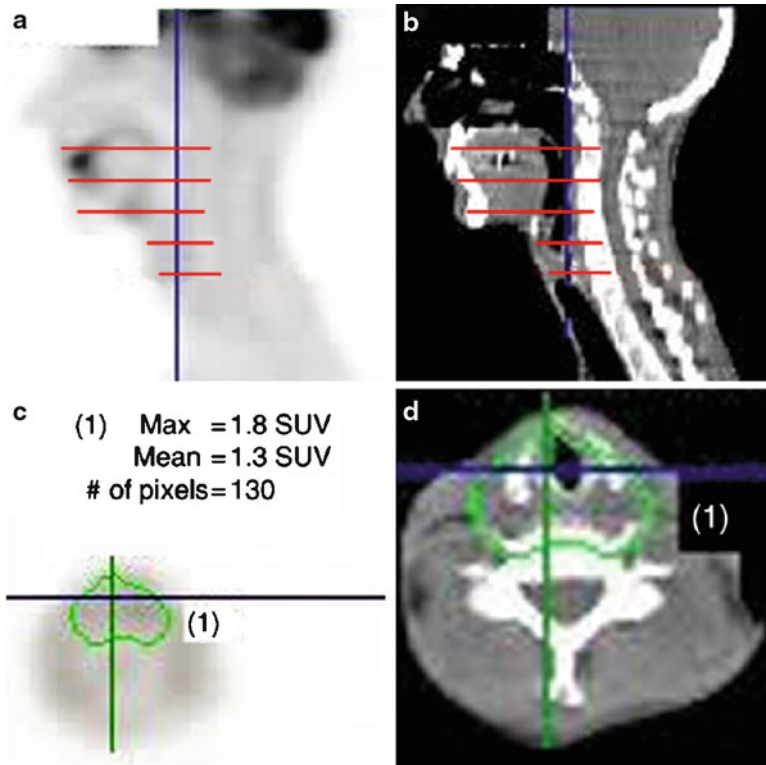 a
b
c
(1) Max = 1.8 SUV
Mean = 1.3 SUV
# of pixels = 130
(1)
d
(1)